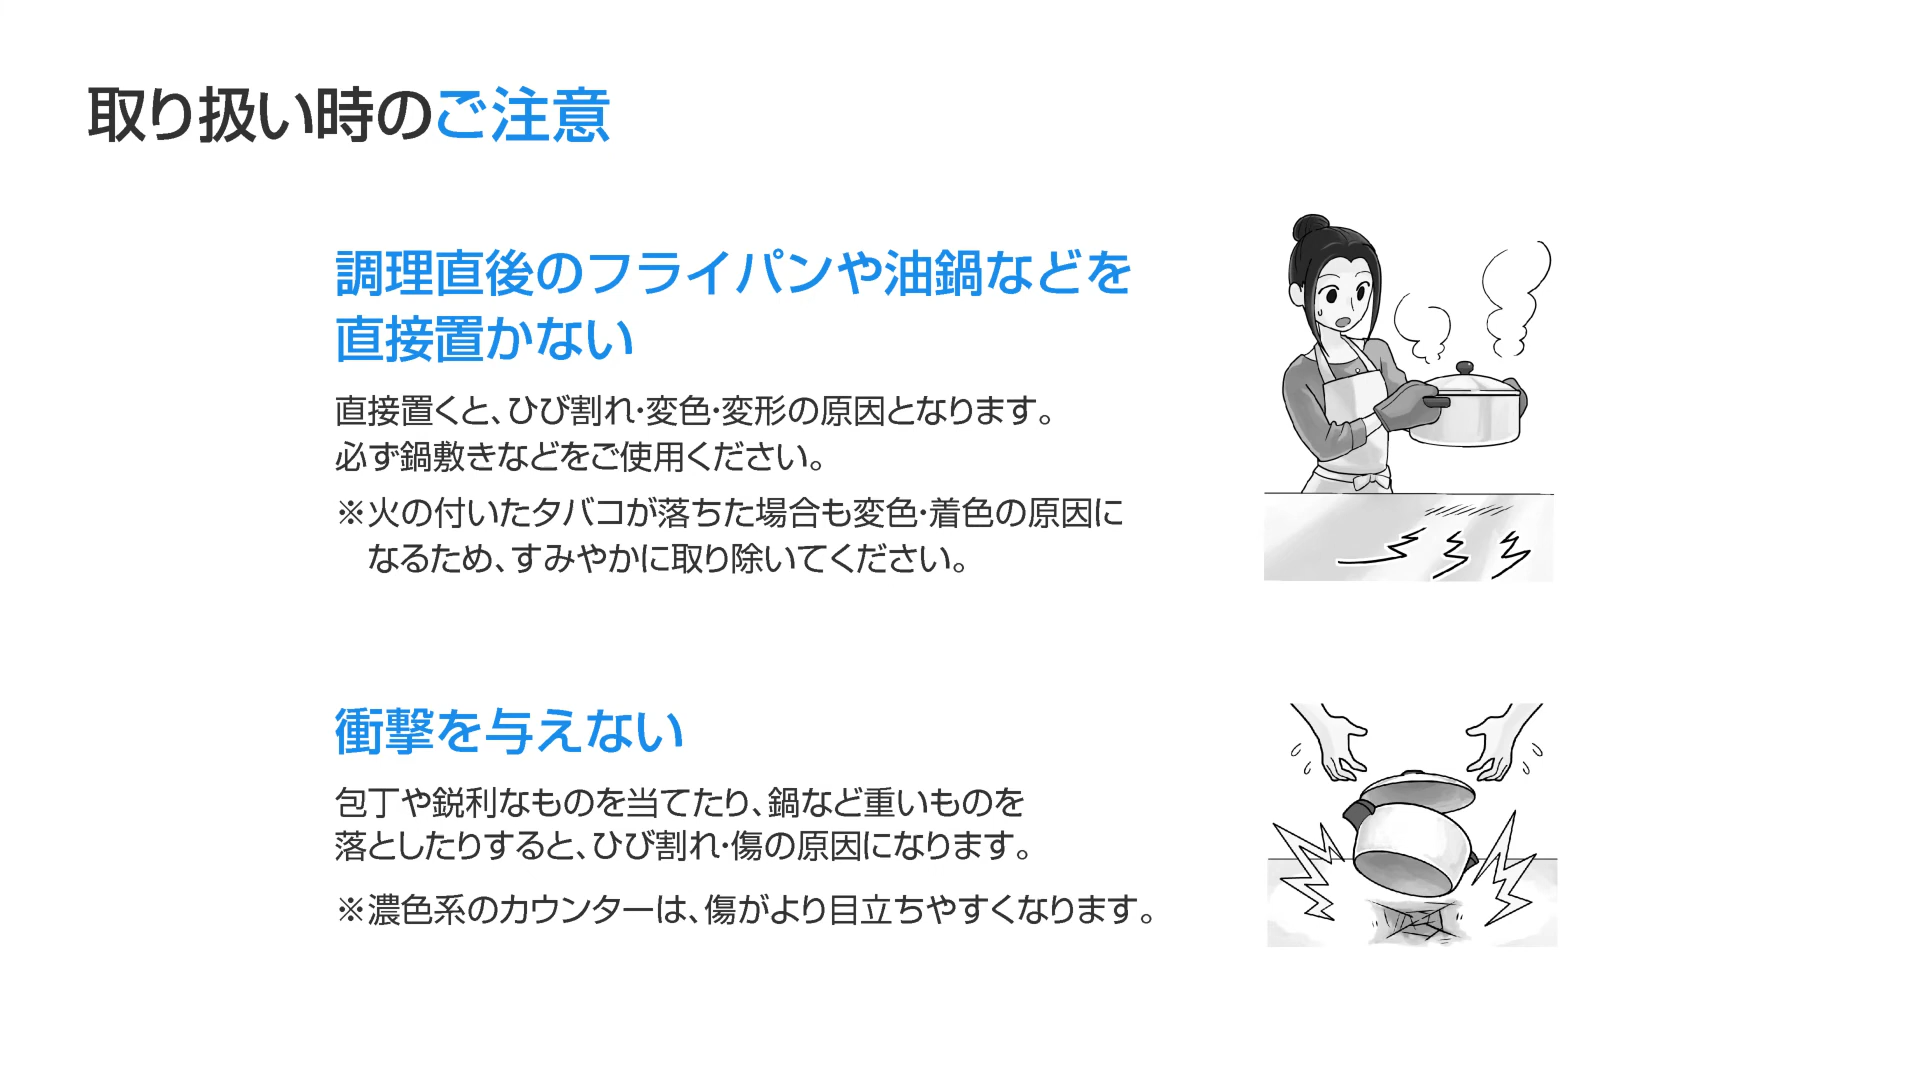 取り扱い時のご注意
調理直後のフライパンや油鍋などを
直接置かない
直接置くと、ひび割れ・変色・変形の原因となります。
必ず鍋敷きなどをご使用ください。
※火の付いたタバコが落ちた場合も変色・着色の原因に
なるため、すみやかに取り除いてください。
衝撃を与えない
包丁や鋭利なものを当てたり、鍋など重いものを
落としたりすると、ひび割れ・傷の原因になります。
※濃色系のカウンターは、傷がより目立ちやすくなります。